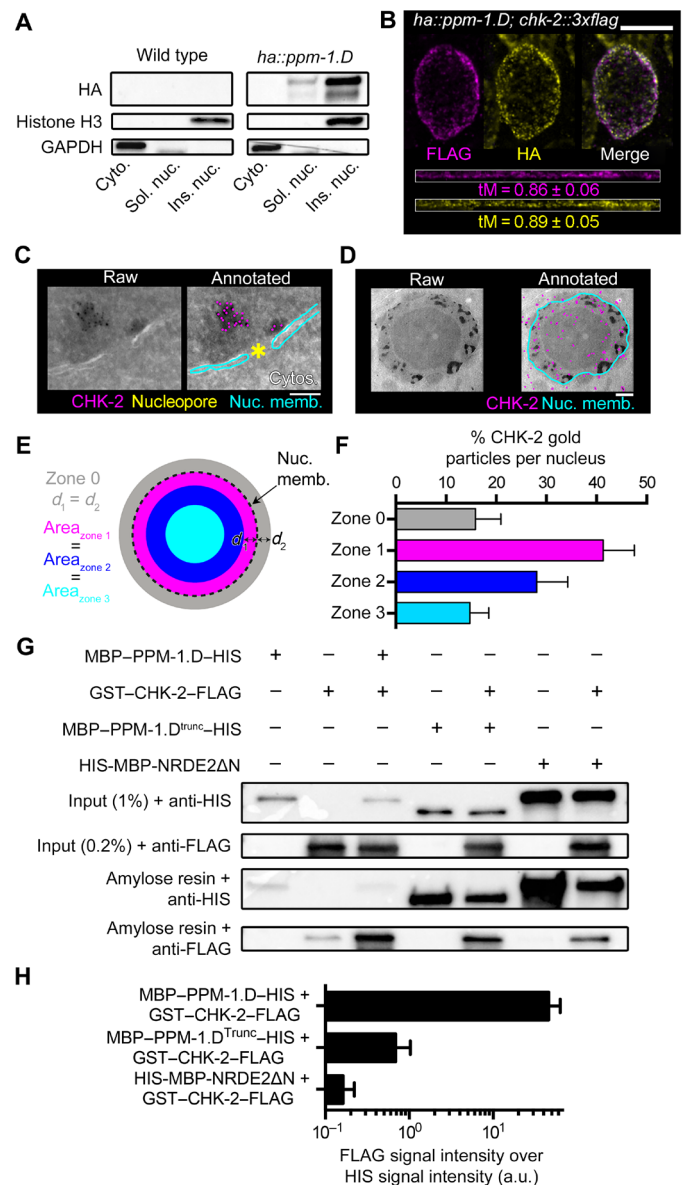 A
Wild type
ha::ppm-1.D
HA
Histone H3
GAPDH
Cyto.
Sol. nuc.
Ins. nuc.
Cyto.
Sol. nuc.
Ins. nuc.
B
ha::ppm-1.D; chk-2::3xflag
FLAG
HA
Merge
tM = 0.86 ± 0.06
tM = 0.89 ± 0.05
C
Raw
Annotated
*
Cytos.
CHK-2 Nucleopore Nuc. memb.
D
Raw
Annotated
CHK-2 Nuc. memb.
E
Zone 0
d1 = d2
Area zone 1
=
Area zone 2
=
Area zone 3
Nuc.
memb.
d1
d2
F
% CHK-2 gold
particles per nucleus
0 10 20 30 40 50
Zone 0
Zone 1
Zone 2
Zone 3
G
MBP–PPM-1.D–HIS + – + – – – –
GST–CHK-2–FLAG – + + – + – +
MBP–PPM-1.Dtrunc–HIS – – – + + – –
HIS-MBP-NRDE2ΔN – – – – – + +
Input (1%) + anti-HIS
Input (0.2%) + anti-FLAG
Amylose resin +
anti-HIS
Amylose resin +
anti-FLAG
H
MBP–PPM-1.D–HIS +
GST–CHK-2–FLAG
MBP–PPM-1.DTrunc–HIS +
GST–CHK-2–FLAG
HIS-MBP-NRDE2ΔN +
GST–CHK-2–FLAG
10−1 100 101
FLAG signal intensity over
HIS signal intensity (a.u.)